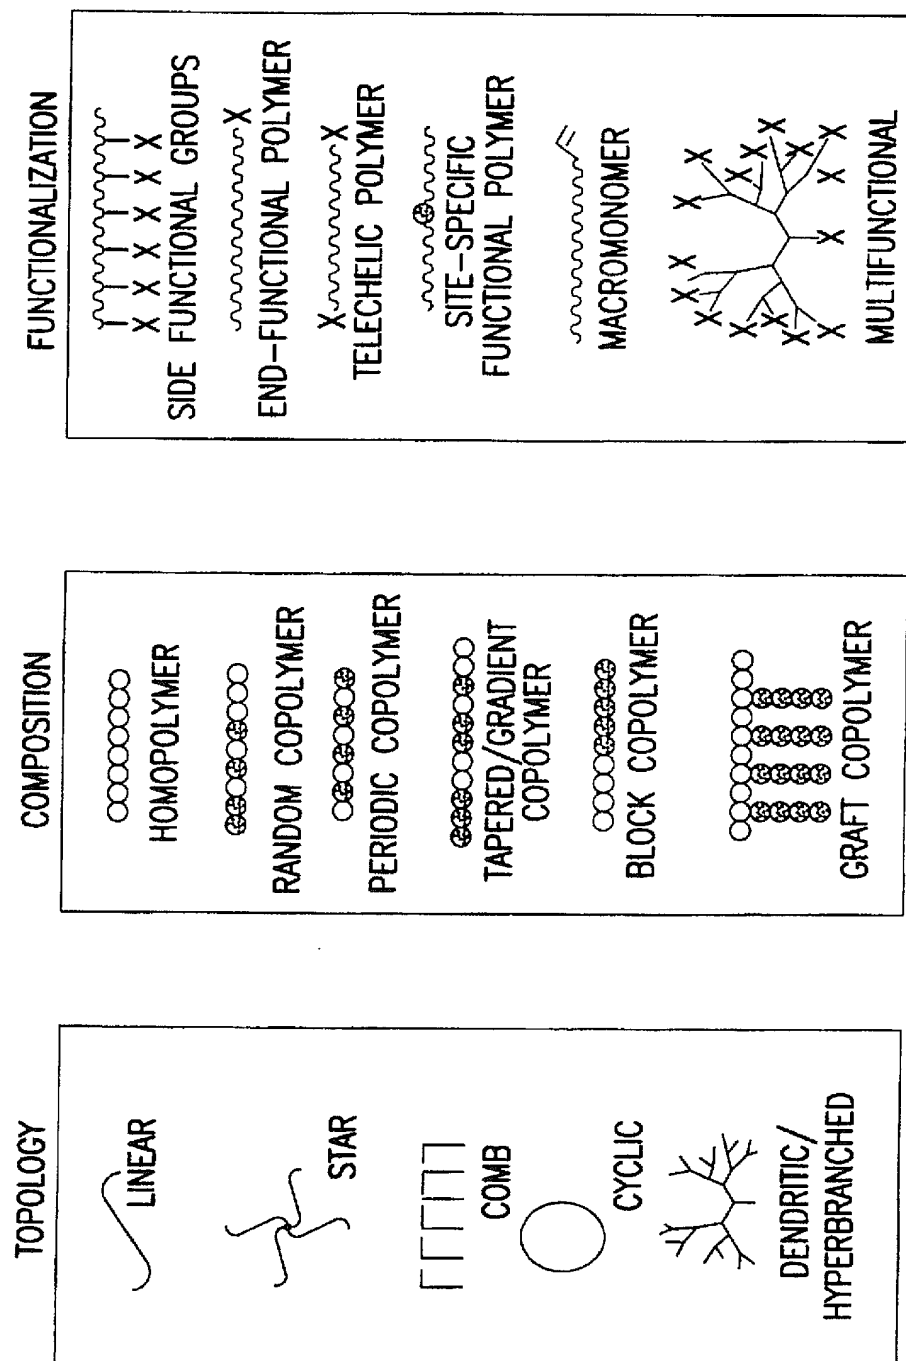 TOPOLOGY
LINEAR
STAR
COMB
CYCLIC
DENDRITIC/
HYPERBRANCHED
COMPOSITION
HOMOPOLYMER
RANDOM COPOLYMER
PERIODIC COPOLYMER
TAPERED/GRADIENT
COPOLYMER
BLOCK COPOLYMER
GRAFT COPOLYMER
FUNCTIONALIZATION
X X X X X X
SIDE FUNCTIONAL GROUPS
X
END-FUNCTIONAL POLYMER
X X
TELECHELIC POLYMER
SITE-SPECIFIC
FUNCTIONAL POLYMER
MACROMONOMER
X X X X X X X X X X X X X X X X
MULTIFUNCTIONAL